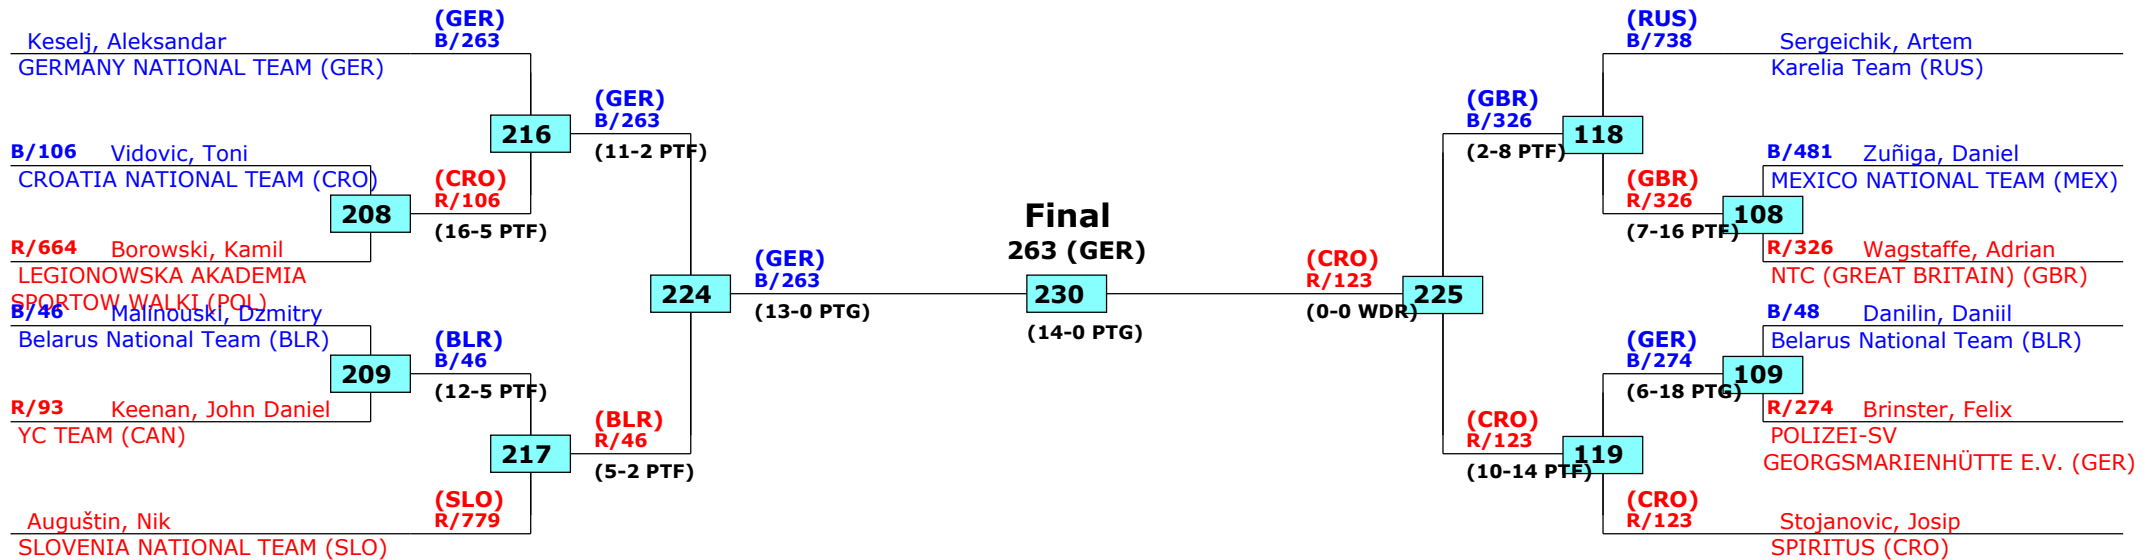 (GER)
B/263
Keselj, Aleksandar
GERMANY NATIONAL TEAM (GER)
B/106 Vidovic, Toni
CROATIA NATIONAL TEAM (CRO)
208
R/664 Borowski, Kamil
LEGIONOWSKA AKADEMIA
SPORTOW WALKI (POL)
B/46 Malinouski, Dzmitry
Belarus National Team (BLR)
209
R/93 Keenan, John Daniel
YC TEAM (CAN)
Auguštin, Nik
SLOVENIA NATIONAL TEAM (SLO)
(SLO)
R/779
216
(CRO)
R/106
(16-5 PTF)
(BLR)
B/46
(12-5 PTF)
217
(GER)
B/263
(11-2 PTF)
224
(BLR)
R/46
(5-2 PTF)
(GER)
B/263
(13-0 PTG)
Final
263 (GER)
230
(14-0 PTG)
(CRO)
R/123
(0-0 WDR)
225
(GBR)
B/326
(2-8 PTF)
118
(CRO)
R/123
(10-14 PTF)
119
(RUS)
B/738
Sergeichik, Artem
Karelia Team (RUS)
(GBR)
R/326
(7-16 PTF)
108
B/481 Zuñiga, Daniel
MEXICO NATIONAL TEAM (MEX)
R/326 Wagstaffe, Adrian
NTC (GREAT BRITAIN) (GBR)
(GER)
B/274
(6-18 PTG)
109
B/48 Danilin, Daniil
Belarus National Team (BLR)
R/274 Brinster, Felix
POLIZEI-SV
GEORGSMARIENHÜTTE E.V. (GER)
(CRO)
R/123
Stojanovic, Josip
SPIRITUS (CRO)